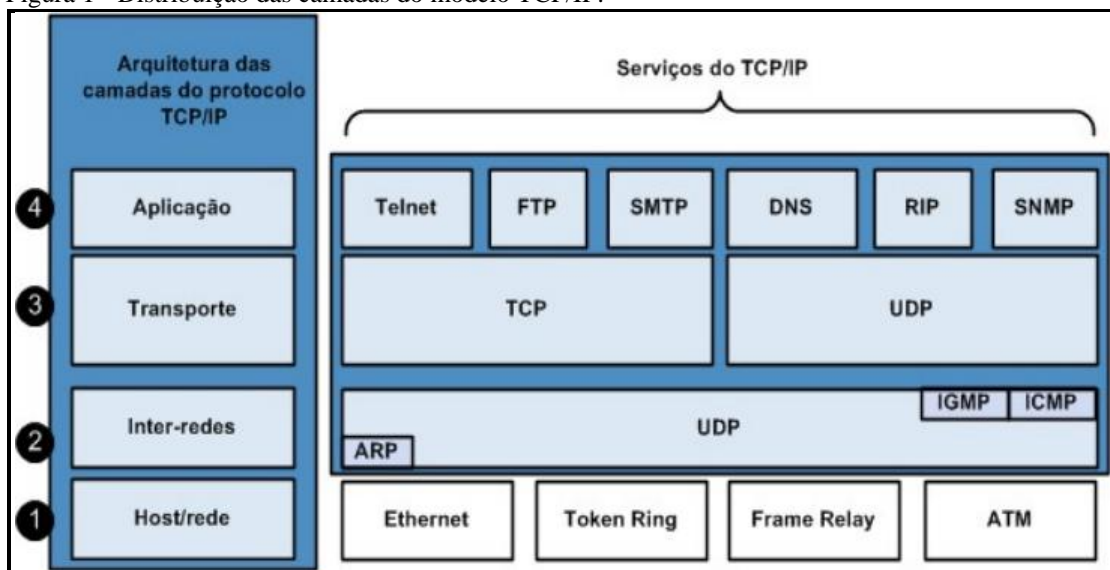 Figura 1 - Distribuição das camadas do modelo TCP/IP.
Arquitetura das
camadas do protocolo
TCP/IP
Serviços do TCP/IP
4
Aplicação
Telnet
FTP
SMTP
DNS
RIP
SNMP
3
Transporte
TCP
UDP
2
Inter-redes
UDP
IGMP
ICMP
ARP
1
Host/rede
Ethernet
Token Ring
Frame Relay
ATM